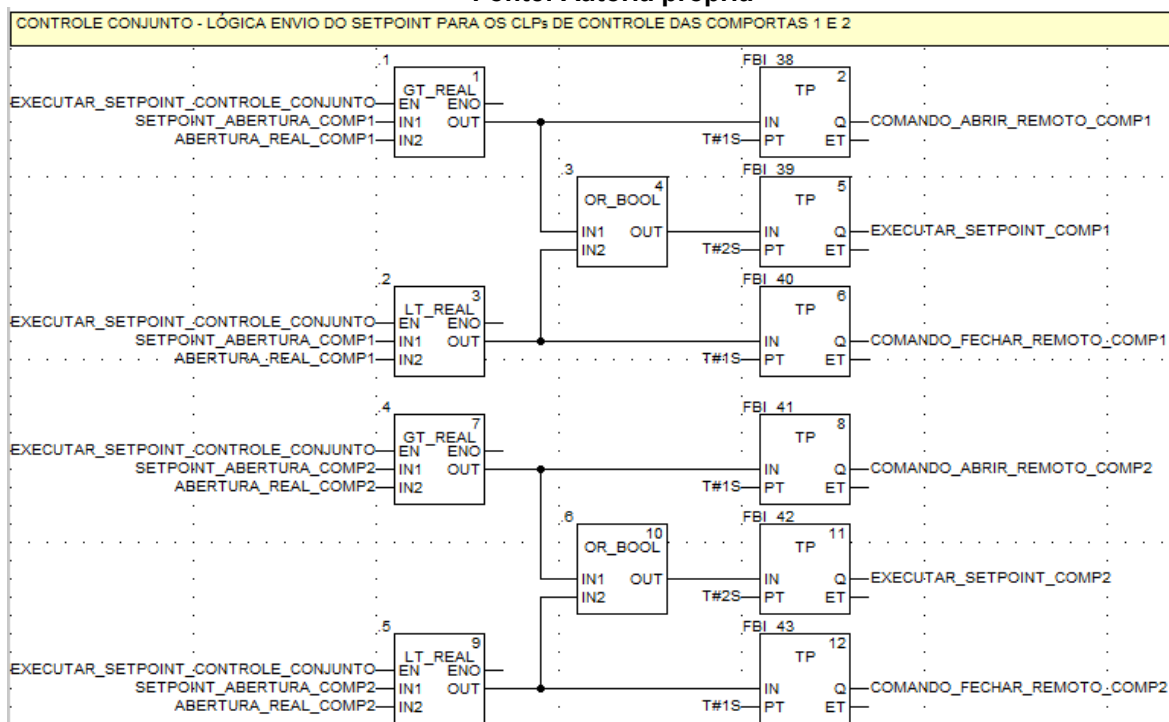 Fonte: Autoria própria
CONTROLE CONJUNTO - LÓGICA ENVIO DO SETPOINT PARA OS CLPs DE CONTROLE DAS COMPORTAS 1 E 2
.1
1
GT_REAL
EXECUTAR_SETPOINT_CONTROLE_CONJUNTO EN ENO
SETPOINT_ABERTURA_COMP1 IN1 OUT
ABERTURA_REAL_COMP1 IN2
FBI_38
2
TP
IN Q COMANDO_ABRIR_REMOTO_COMP1
T#1S PT ET
.3
4
OR_BOOL
IN1 OUT
IN2
FBI_39
5
TP
IN Q EXECUTAR_SETPOINT_COMP1
T#2S PT ET
.2
3
LT_REAL
EXECUTAR_SETPOINT_CONTROLE_CONJUNTO EN ENO
SETPOINT_ABERTURA_COMP1 IN1 OUT
ABERTURA_REAL_COMP1 IN2
FBI_40
6
TP
IN Q COMANDO_FECHAR_REMOTO_COMP1
T#1S PT ET
.4
7
GT_REAL
EXECUTAR_SETPOINT_CONTROLE_CONJUNTO EN ENO
SETPOINT_ABERTURA_COMP2 IN1 OUT
ABERTURA_REAL_COMP2 IN2
FBI_41
8
TP
IN Q COMANDO_ABRIR_REMOTO_COMP2
T#1S PT ET
.6
10
OR_BOOL
IN1 OUT
IN2
FBI_42
11
TP
IN Q EXECUTAR_SETPOINT_COMP2
T#2S PT ET
.5
9
LT_REAL
EXECUTAR_SETPOINT_CONTROLE_CONJUNTO EN ENO
SETPOINT_ABERTURA_COMP2 IN1 OUT
ABERTURA_REAL_COMP2 IN2
FBI_43
12
TP
IN Q COMANDO_FECHAR_REMOTO_COMP2
T#1S PT ET